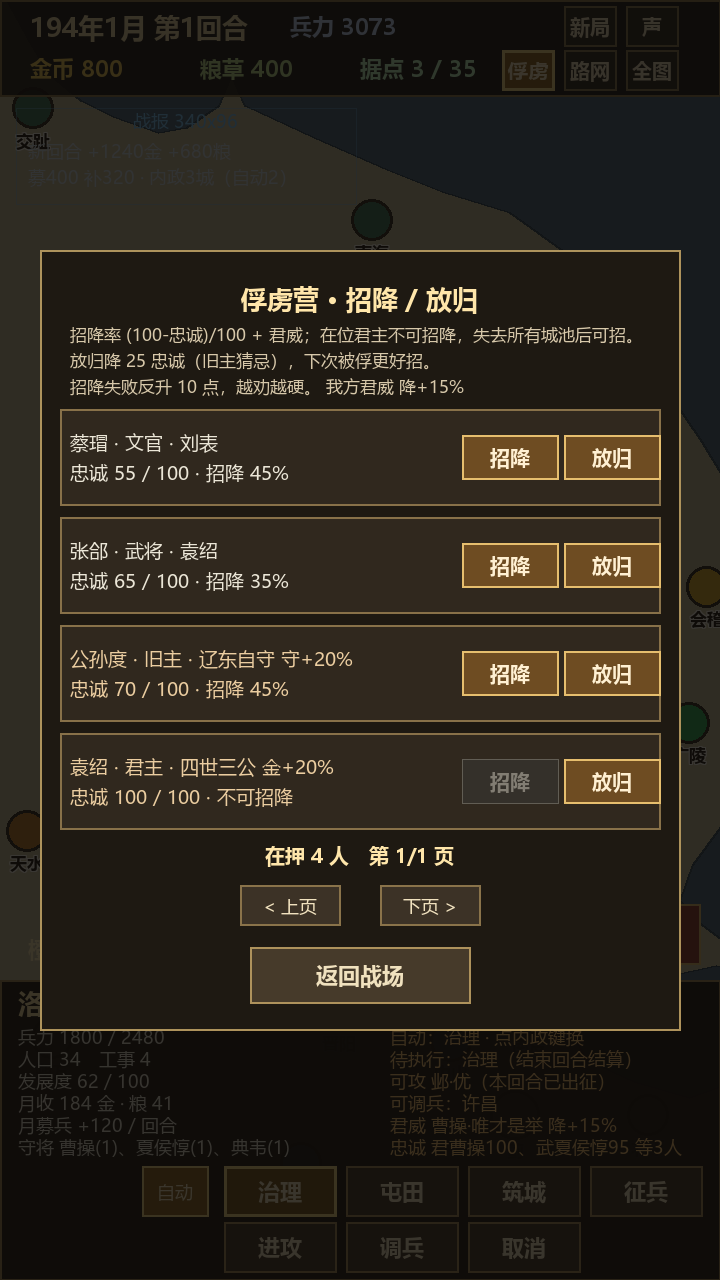 194年1月 第1回合 兵力 3073 新局 声
金币 800 粮草 400 据点 3 / 35 俘虏 路网 全图
交趾
俘虏营 · 招降 / 放归
招降率 (100-忠诚)/100 + 君威；在位君主不可招降，失去所有城池后可招。
放归降 25 忠诚（旧主猜忌），下次被俘更好招。
招降失败反升 10 点，越劝越硬。 我方君威 降+15%
蔡瑁 · 文官 · 刘表
忠诚 55 / 100 · 招降 45%
招降 放归
张郃 · 武将 · 袁绍
忠诚 65 / 100 · 招降 35%
招降 放归
公孙度 · 旧主 · 辽东自守 守+20%
忠诚 70 / 100 · 招降 45%
招降 放归
袁绍 · 君主 · 四世三公 金+20%
忠诚 100 / 100 · 不可招降
招降 放归
会稽
陵
天水
在押 4 人 第 1/1 页
< 上页 下页 >
返回战场
洛
兵力 1800 / 2480
人口 34 工事 4
发展度 62 / 100
月收 184 金 · 粮 41
月募兵 +120 / 回合
守将 曹操(1)、夏侯惇(1)、典韦(1)
自动：治理 · 点内政键换
待执行：治理（结束回合结算）
可攻 邺·优（本回合已出征）
可调兵：许昌
君威 曹操·唯才是举 降+15%
忠诚 君曹操100、武夏侯惇95 等3人
自动 治理 屯田 筑城 征兵
进攻 调兵 取消